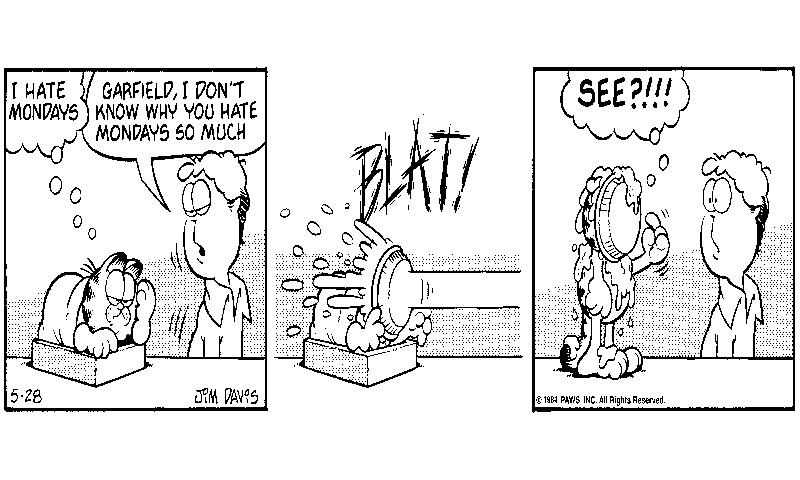 I HATE
MONDAYS
GARFIELD, I DON'T
KNOW WHY YOU HATE
MONDAYS SO MUCH
5-28
JIM DAVIS
BLAT!
SEE?!!!
© 1984 PAWS INC. All Rights Reserved.